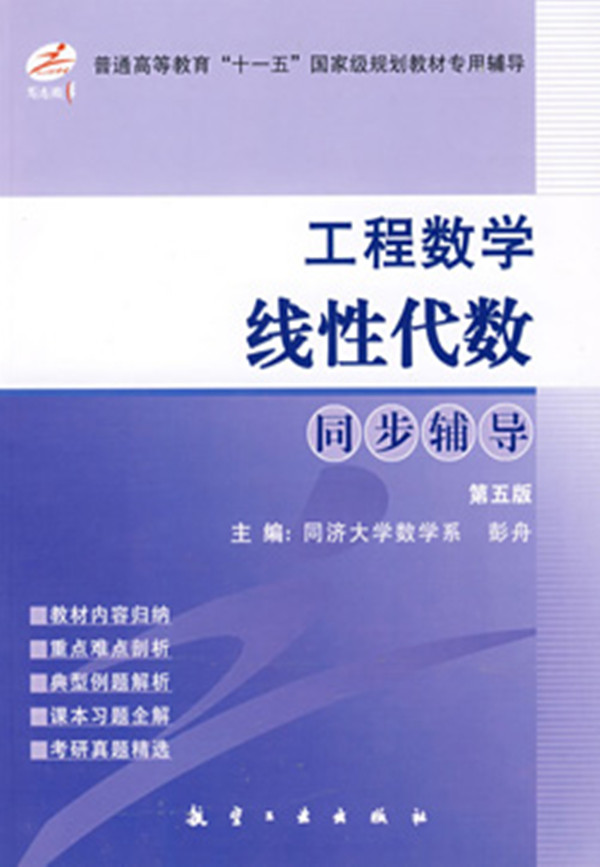 普通高等教育“十一五”国家级规划教材专用辅导
工程数学
线性代数
同步辅导
第五版
主 编: 同济大学数学系 彭舟
教材内容归纳
重点难点剖析
典型例题解析
课本习题全解
考研真题精选
航空工业出版社